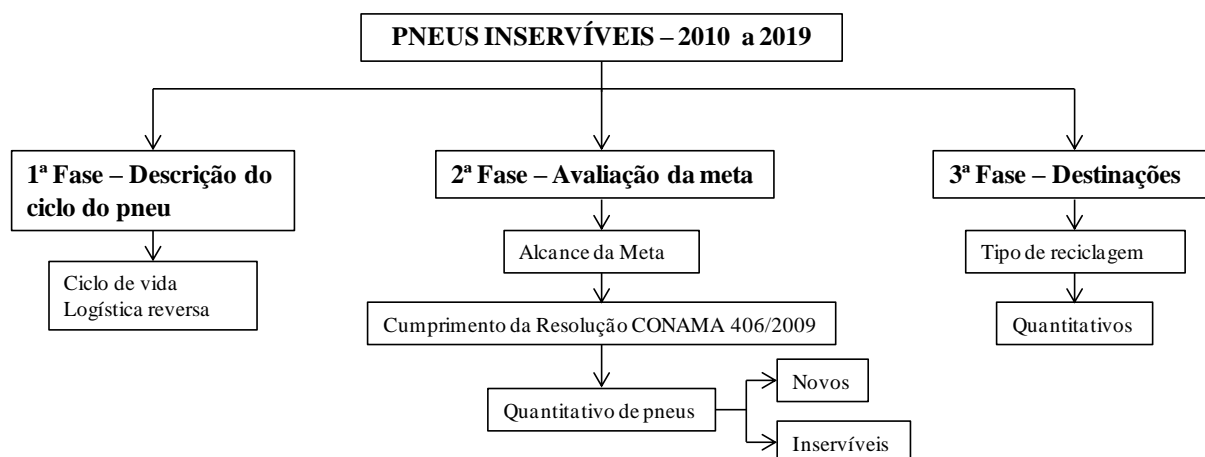 PNEUS INSERVÍVEIS – 2010 a 2019
1ª Fase – Descrição do
ciclo do pneu
Ciclo de vida
Logística reversa
2ª Fase – Avaliação da meta
Alcance da Meta
Cumprimento da Resolução CONAMA 406/2009
Quantitativo de pneus
Novos
Inservíveis
3ª Fase – Destinações
Tipo de reciclagem
Quantitativos